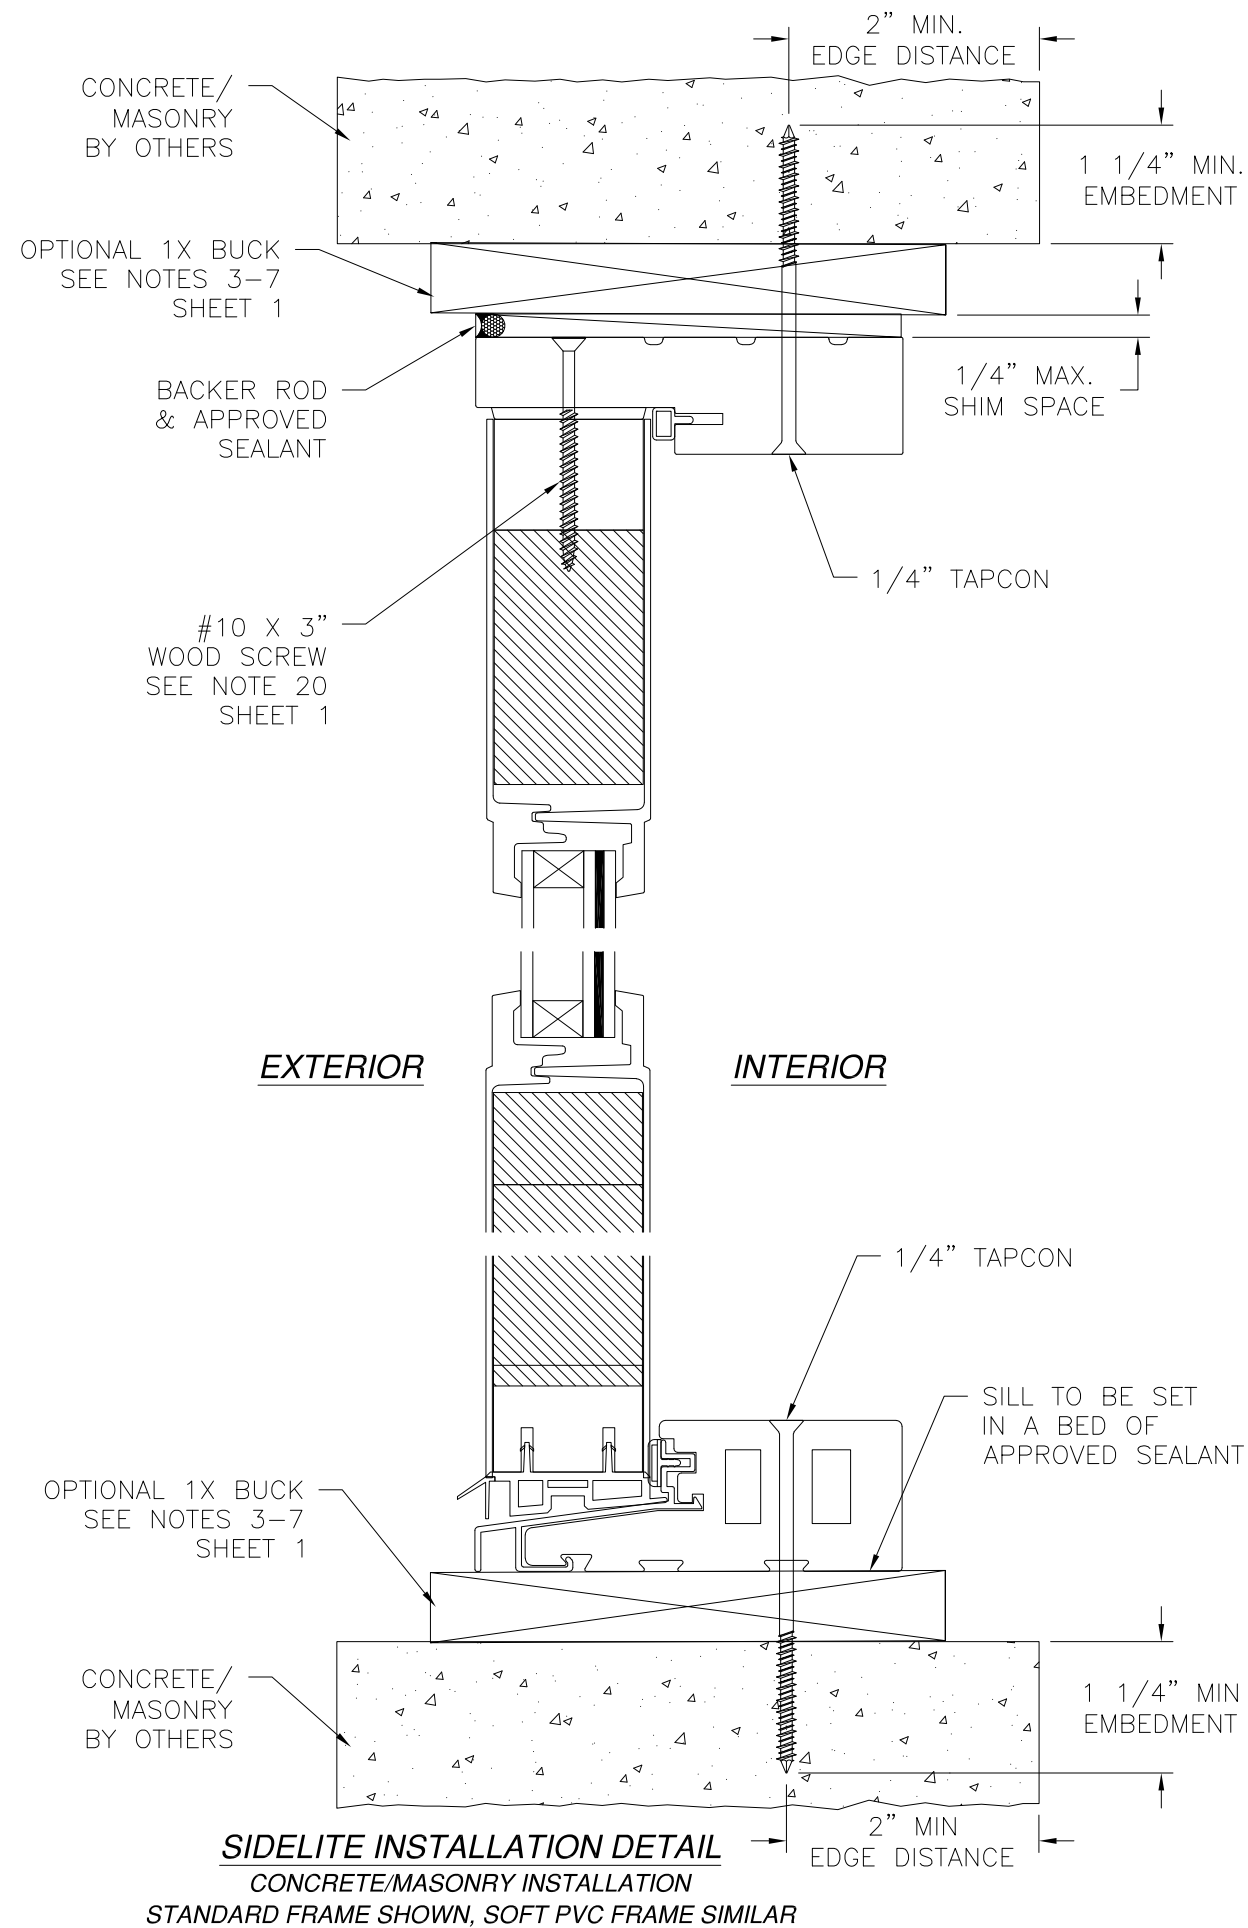 2” MIN.
EDGE DISTANCE
CONCRETE/
MASONRY
BY OTHERS
1 1/4” MIN.
EMBEDMENT
OPTIONAL 1X BUCK
SEE NOTES 3–7
SHEET 1
BACKER ROD
& APPROVED
SEALANT
1/4” MAX.
SHIM SPACE
1/4” TAPCON
#10 X 3”
WOOD SCREW
SEE NOTE 20
SHEET 1
EXTERIOR
INTERIOR
1/4” TAPCON
SILL TO BE SET
IN A BED OF
APPROVED SEALANT
OPTIONAL 1X BUCK
SEE NOTES 3–7
SHEET 1
CONCRETE/
MASONRY
BY OTHERS
1 1/4” MIN
EMBEDMENT
2” MIN
EDGE DISTANCE
SIDELITE INSTALLATION DETAIL
CONCRETE/MASONRY INSTALLATION
STANDARD FRAME SHOWN, SOFT PVC FRAME SIMILAR